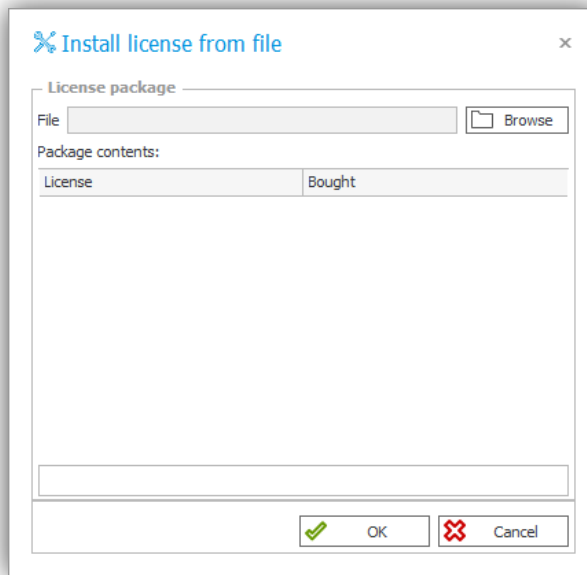 Install license from file
License package
File
Browse
Package contents:
License Bought
OK Cancel